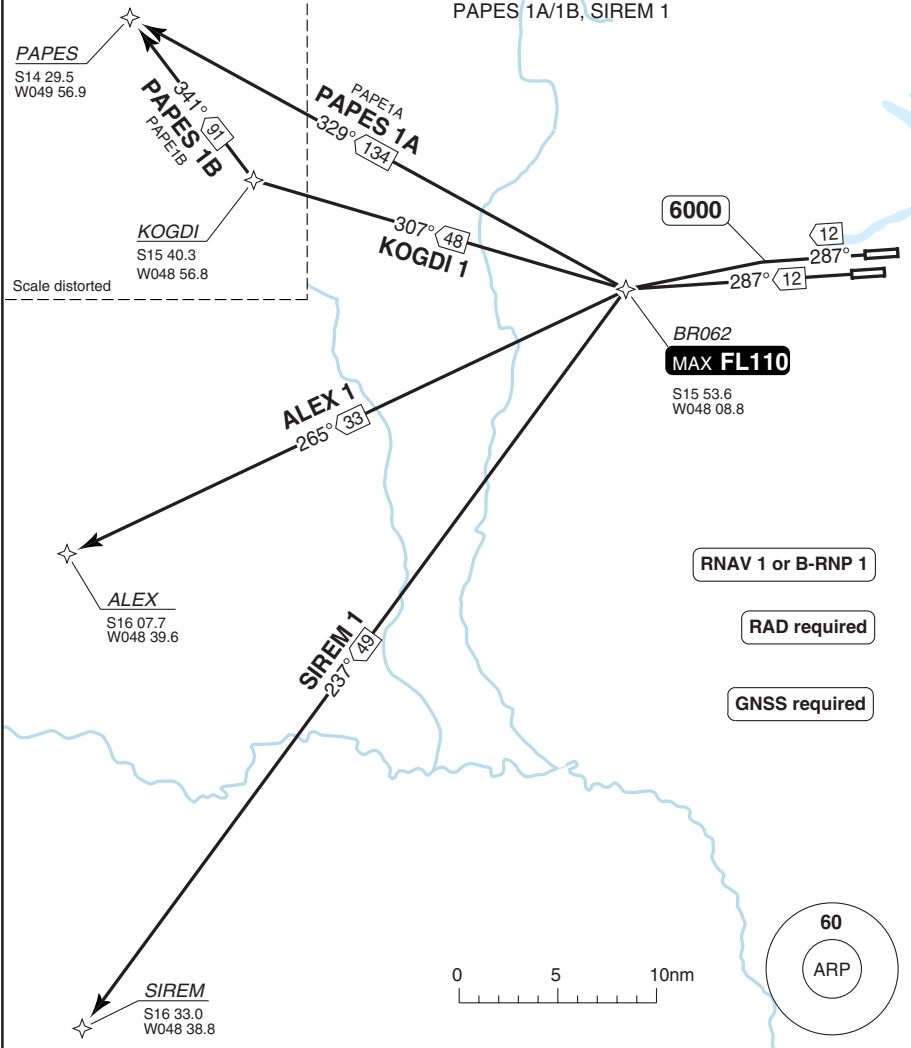 PAPES 1A/1B, SIREM 1
PAPES
S14 29.5
W049 56.9
341° 91
PAPES 1B
PAPE1B
PAPE1A
PAPES 1A
329° 134
KOGDI
S15 40.3
W048 56.8
307° 48
KOGDI 1
Scale distorted
6000
12
287°
287° 12
BR062
MAX FL110
S15 53.6
W048 08.8
ALEX 1
265° 33
ALEX
S16 07.7
W048 39.6
RNAV 1 or B-RNP 1
RAD required
GNSS required
SIREM 1
237° 49
SIREM
S16 33.0
W048 38.8
0 5 10nm
60
ARP